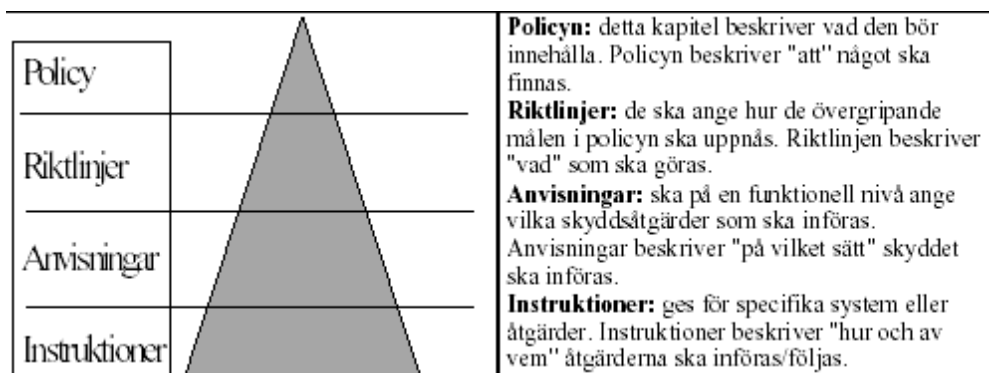 Policy
Riktlinjer
Anvisningar
Instruktioner
Policyn: detta kapitel beskriver vad den bör
innehålla. Policyn beskriver "att" något ska
finnas.
Riktlinjer: de ska ange hur de övergripande
målen i policyn ska uppnås. Riktlinjen beskriver
"vad" som ska göras.
Anvisningar: ska på en funktionell nivå ange
vilka skyddsåtgärder som ska införas.
Anvisningar beskriver "på vilket sätt" skyddet
ska införas.
Instruktioner: ges för specifika system eller
åtgärder. Instruktioner beskriver "hur och av
vem" åtgärderna ska införas/följas.